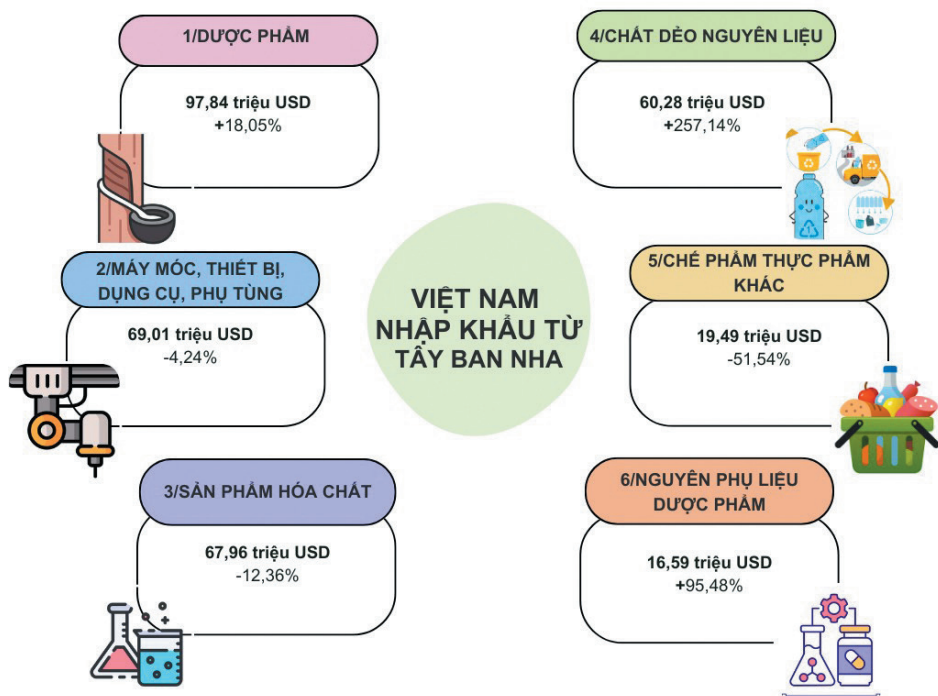 1/DƯỢC PHẨM
97,84 triệu USD
+18,05%
2/MÁY MÓC, THIẾT BỊ,
DỤNG CỤ, PHỤ TÙNG
69,01 triệu USD
-4,24%
3/SẢN PHẨM HÓA CHẤT
67,96 triệu USD
-12,36%
VIỆT NAM
NHẬP KHẨU TỪ
TÂY BAN NHA
4/CHẤT DẺO NGUYÊN LIỆU
60,28 triệu USD
+257,14%
5/CHẾ PHẨM THỰC PHẨM
KHÁC
19,49 triệu USD
-51,54%
6/NGUYÊN PHỤ LIỆU
DƯỢC PHẨM
16,59 triệu USD
+95,48%